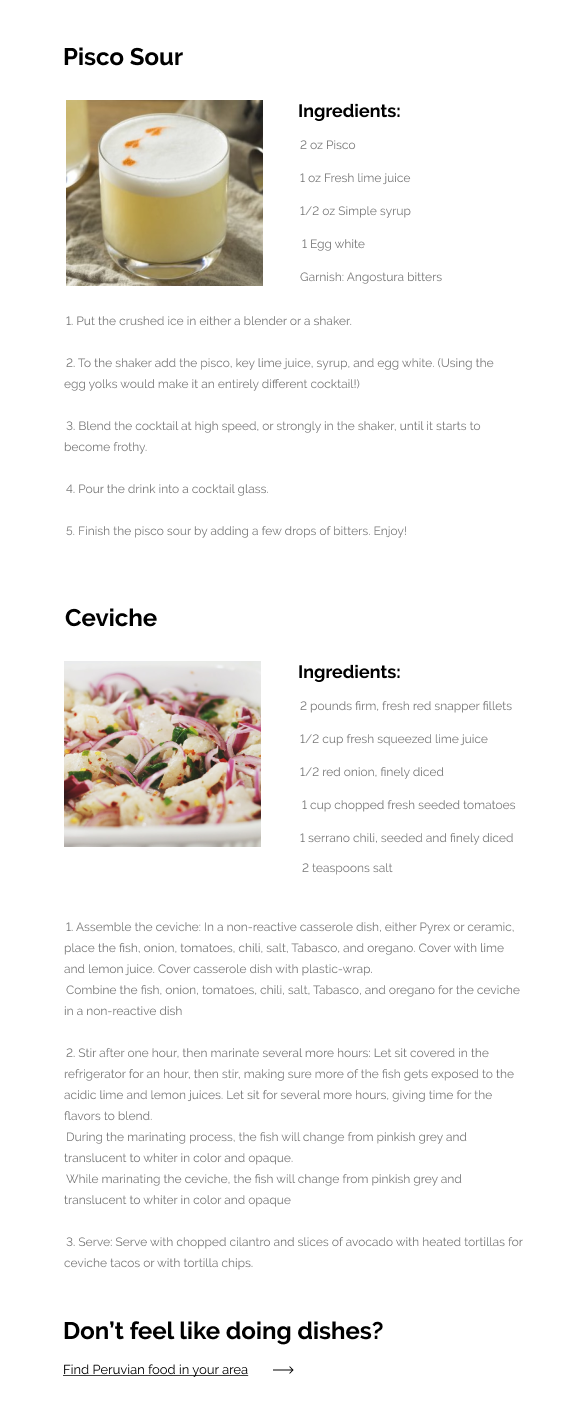 Pisco Sour
Ingredients:
2 oz Pisco
1 oz Fresh lime juice
1/2 oz Simple syrup
1 Egg white
Garnish: Angostura bitters
1. Put the crushed ice in either a blender or a shaker.
2. To the shaker add the pisco, key lime juice, syrup, and egg white. (Using the
egg yolks would make it an entirely different cocktail!)
3. Blend the cocktail at high speed, or strongly in the shaker, until it starts to
become frothy.
4. Pour the drink into a cocktail glass.
5. Finish the pisco sour by adding a few drops of bitters. Enjoy!
Ceviche
Ingredients:
2 pounds firm, fresh red snapper fillets
1/2 cup fresh squeezed lime juice
1/2 red onion, finely diced
1 cup chopped fresh seeded tomatoes
1 serrano chili, seeded and finely diced
2 teaspoons salt
1. Assemble the ceviche: In a non-reactive casserole dish, either Pyrex or ceramic,
place the fish, onion, tomatoes, chili, salt, Tabasco, and oregano. Cover with lime
and lemon juice. Cover casserole dish with plastic-wrap.
Combine the fish, onion, tomatoes, chili, salt, Tabasco, and oregano for the ceviche
in a non-reactive dish
2. Stir after one hour, then marinate several more hours: Let sit covered in the
refrigerator for an hour, then stir, making sure more of the fish gets exposed to the
acidic lime and lemon juices. Let sit for several more hours, giving time for the
flavors to blend.
During the marinating process, the fish will change from pinkish grey and
translucent to whiter in color and opaque.
While marinating the ceviche, the fish will change from pinkish grey and
translucent to whiter in color and opaque
3. Serve: Serve with chopped cilantro and slices of avocado with heated tortillas for
ceviche tacos or with tortilla chips.
Don’t feel like doing dishes?
Find Peruvian food in your area